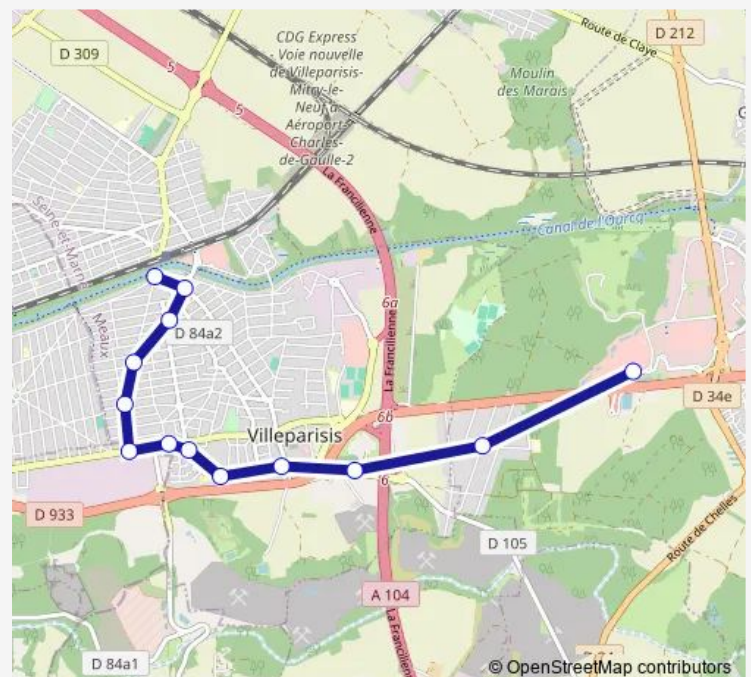 D 309
CDG Express
- Voie nouvelle
de Villeparisis-
Mitry-le-
Neuf à
Aéroport-
Charles-
de-Gaulle-2
Route de Claye
D 212
Moulin
des Marais
5
5
G
La Francilienne
Seine-et-Marne
Canal de l'Ourcq
Meaux
D 84a2
6a
La Francilienne
6b
D 34e
Villeparisis
6
D 933
D 105
Route de Chelles
A 104
La Francilienne
D 84a1
© OpenStreetMap contributors